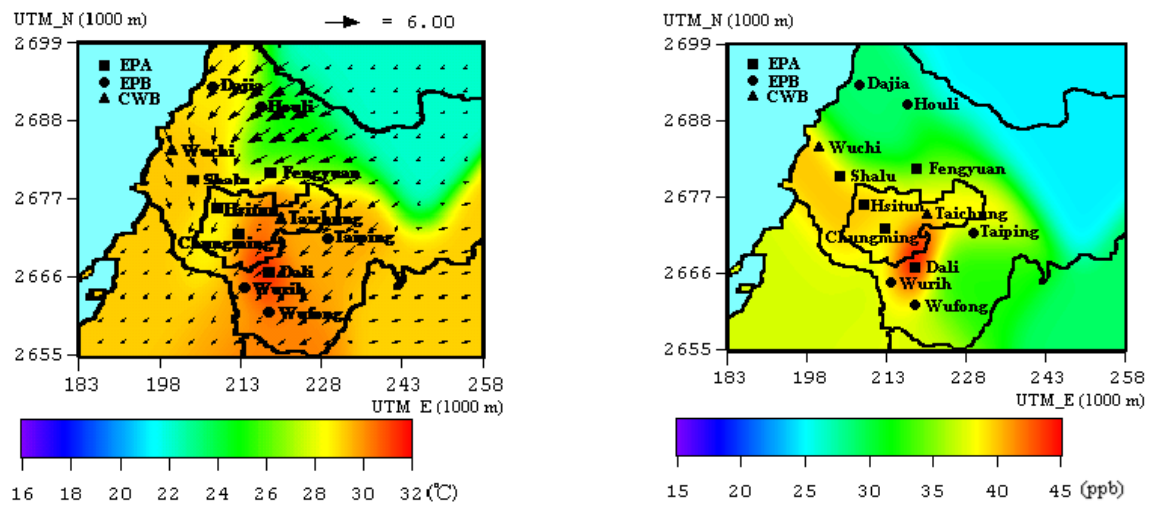 UTM_N (1000 m)
= 6.00
2699
2688
2677
2666
2655
EPA
EPB
CWB
Dajia
Houli
Wuchi
Shalu
Fengyuan
Hsitun
Taichung
Chungming
Taiping
Dali
Wurih
Wufong
183 198 213 229 243 258
UTM_E (1000 m)
16 18 20 22 24 26 28 30 32 (℃)
UTM_N (1000 m)
2699
2688
2677
2666
2655
EPA
EPB
CWB
Dajia
Houli
Wuchi
Shalu
Fengyuan
Hsitun
Taichung
Chungming
Taiping
Dali
Wurih
Wufong
183 198 213 228 243 258
UTM_E (1000 m)
15 20 25 30 35 40 45 (ppb)